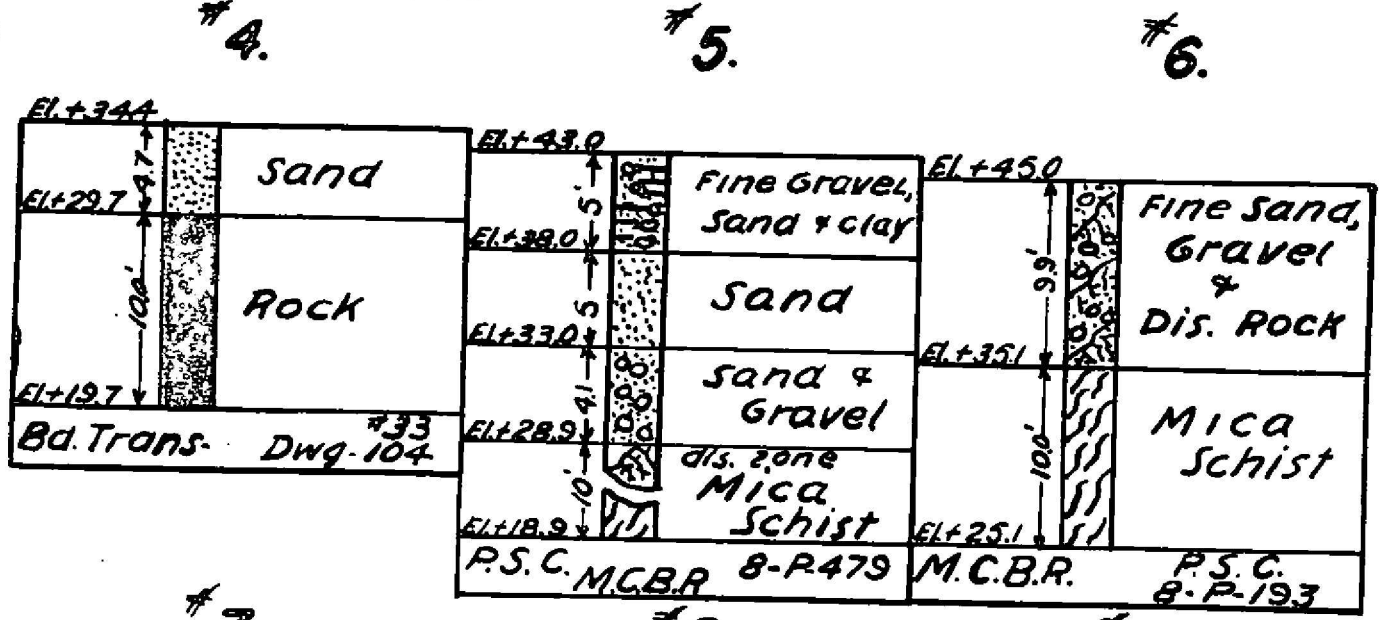 #4.
El.+34.4
4.7
Sand
El.+29.7
10.0'
Rock
El.+19.7
Bd. Trans- Dwg-104 #33
#5.
El.+43.0
5'
Fine Gravel,
Sand & Clay
El.+38.0
5
Sand
El.+33.0
4.1
Sand &
Gravel
El.+28.9
10'
dis. zone
Mica
Schist
El.+18.9
P.S.C. M.C.B.R 8-P-479
#6.
El.+45.0
9.9'
Fine Sand,
Gravel
&
Dis. Rock
El.+35.1
10.0'
Mica
Schist
El.+25.1
M.C.B.R. P.S.C.
8-P-193